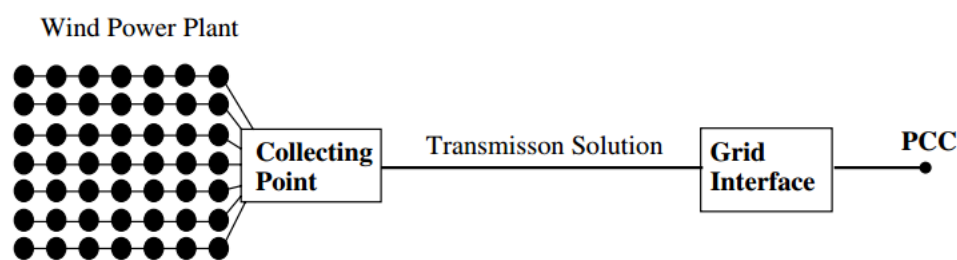 Wind Power Plant
Collecting
Point
Transmisson Solution
Grid
Interface
PCC